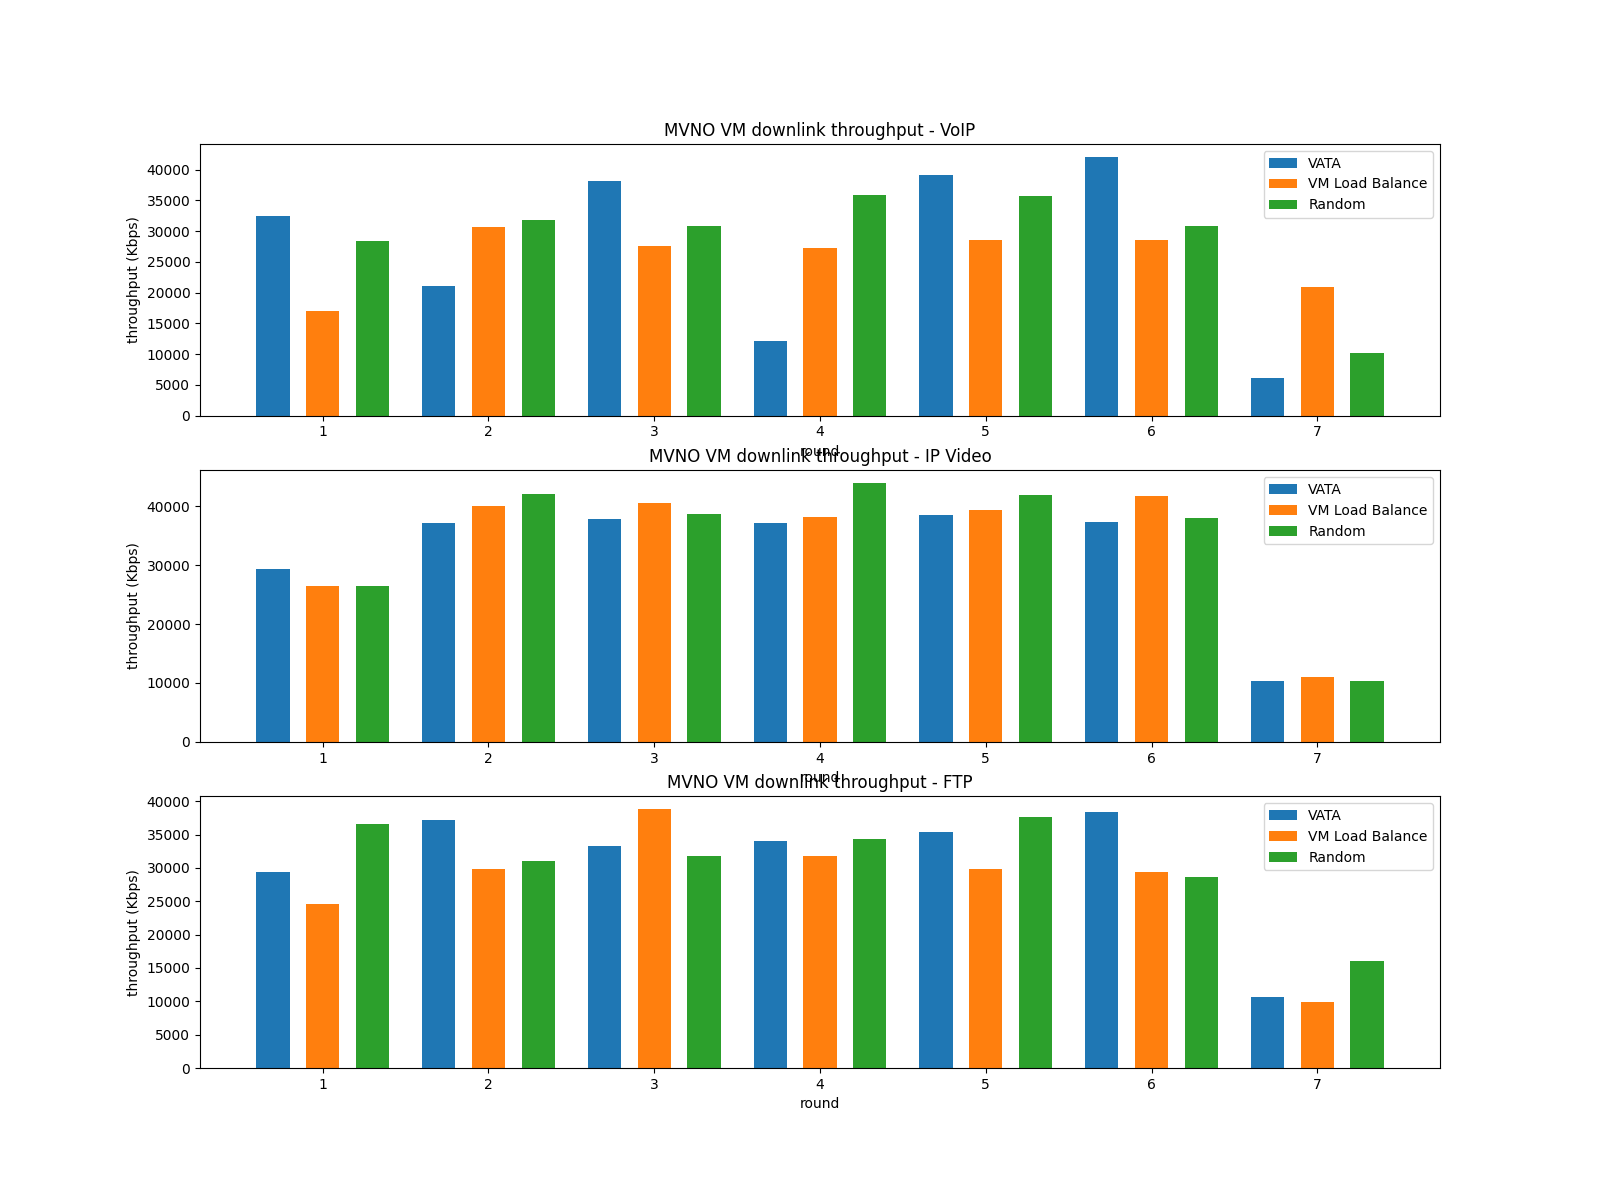 MVNO VM downlink throughput - VoIP
throughput (Kbps)
40000
35000
30000
25000
20000
15000
10000
5000
0
VATA
VM Load Balance
Random
1 2 3 4 5 6 7
round
MVNO VM downlink throughput - IP Video
throughput (Kbps)
40000
30000
20000
10000
0
VATA
VM Load Balance
Random
1 2 3 4 5 6 7
round
MVNO VM downlink throughput - FTP
throughput (Kbps)
40000
35000
30000
25000
20000
15000
10000
5000
0
VATA
VM Load Balance
Random
1 2 3 4 5 6 7
round